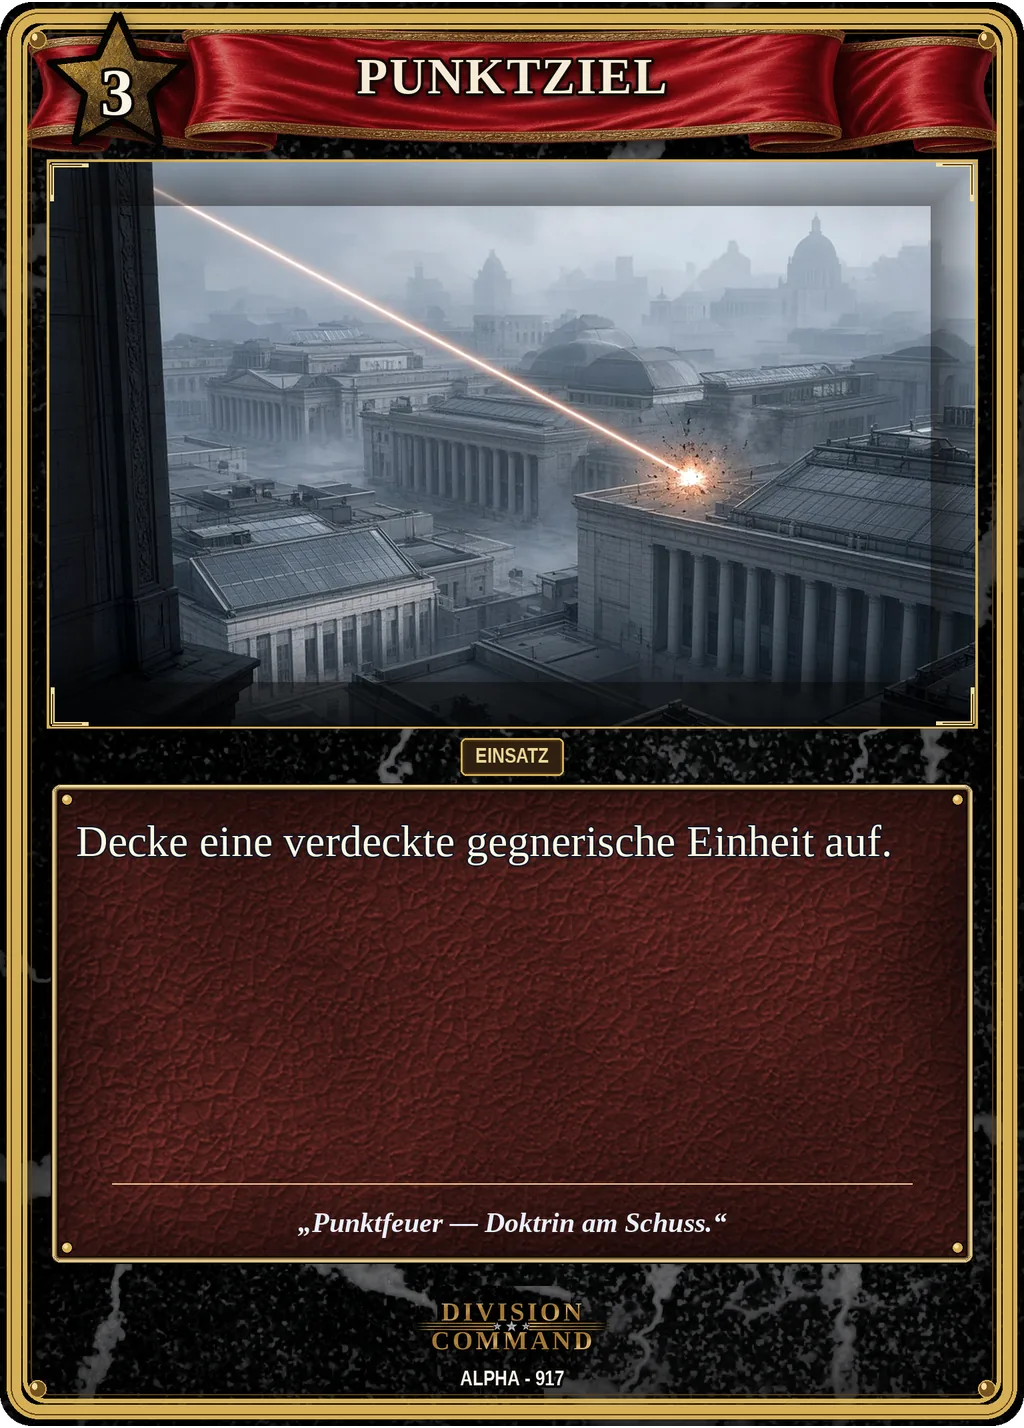 3
PUNKTZIEL
EINSATZ
Decke eine verdeckte gegnerische Einheit auf.
„Punktfeuer — Doktrin am Schuss.“
DIVISION
COMMAND
ALPHA - 917